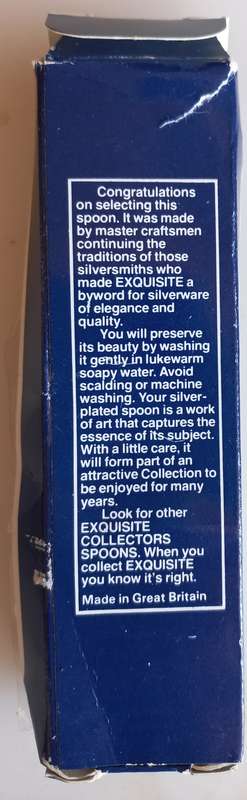 Congratulations
on selecting this
spoon. It was made
by master craftsmen
continuing the
traditions of those
silversmiths who
made EXQUISITE a
byword for silverware
of elegance and
quality.
You will preserve
its beauty by washing
it gently in lukewarm
soapy water. Avoid
scalding or machine
washing. Your silver-
plated spoon is a work
of art that captures the
essence of its subject.
With a little care, it
will form part of an
attractive Collection to
be enjoyed for many
years.
Look for other
EXQUISITE
COLLECTORS
SPOONS. When you
collect EXQUISITE
you know it's right.
Made in Great Britain